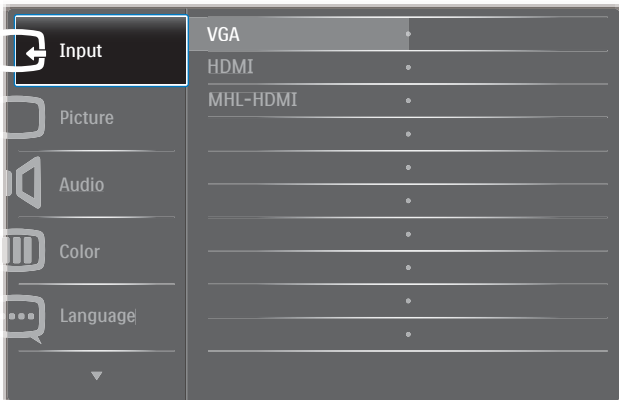 Input
Picture
Audio
Color
Language
VGA
HDMI
MHL-HDMI